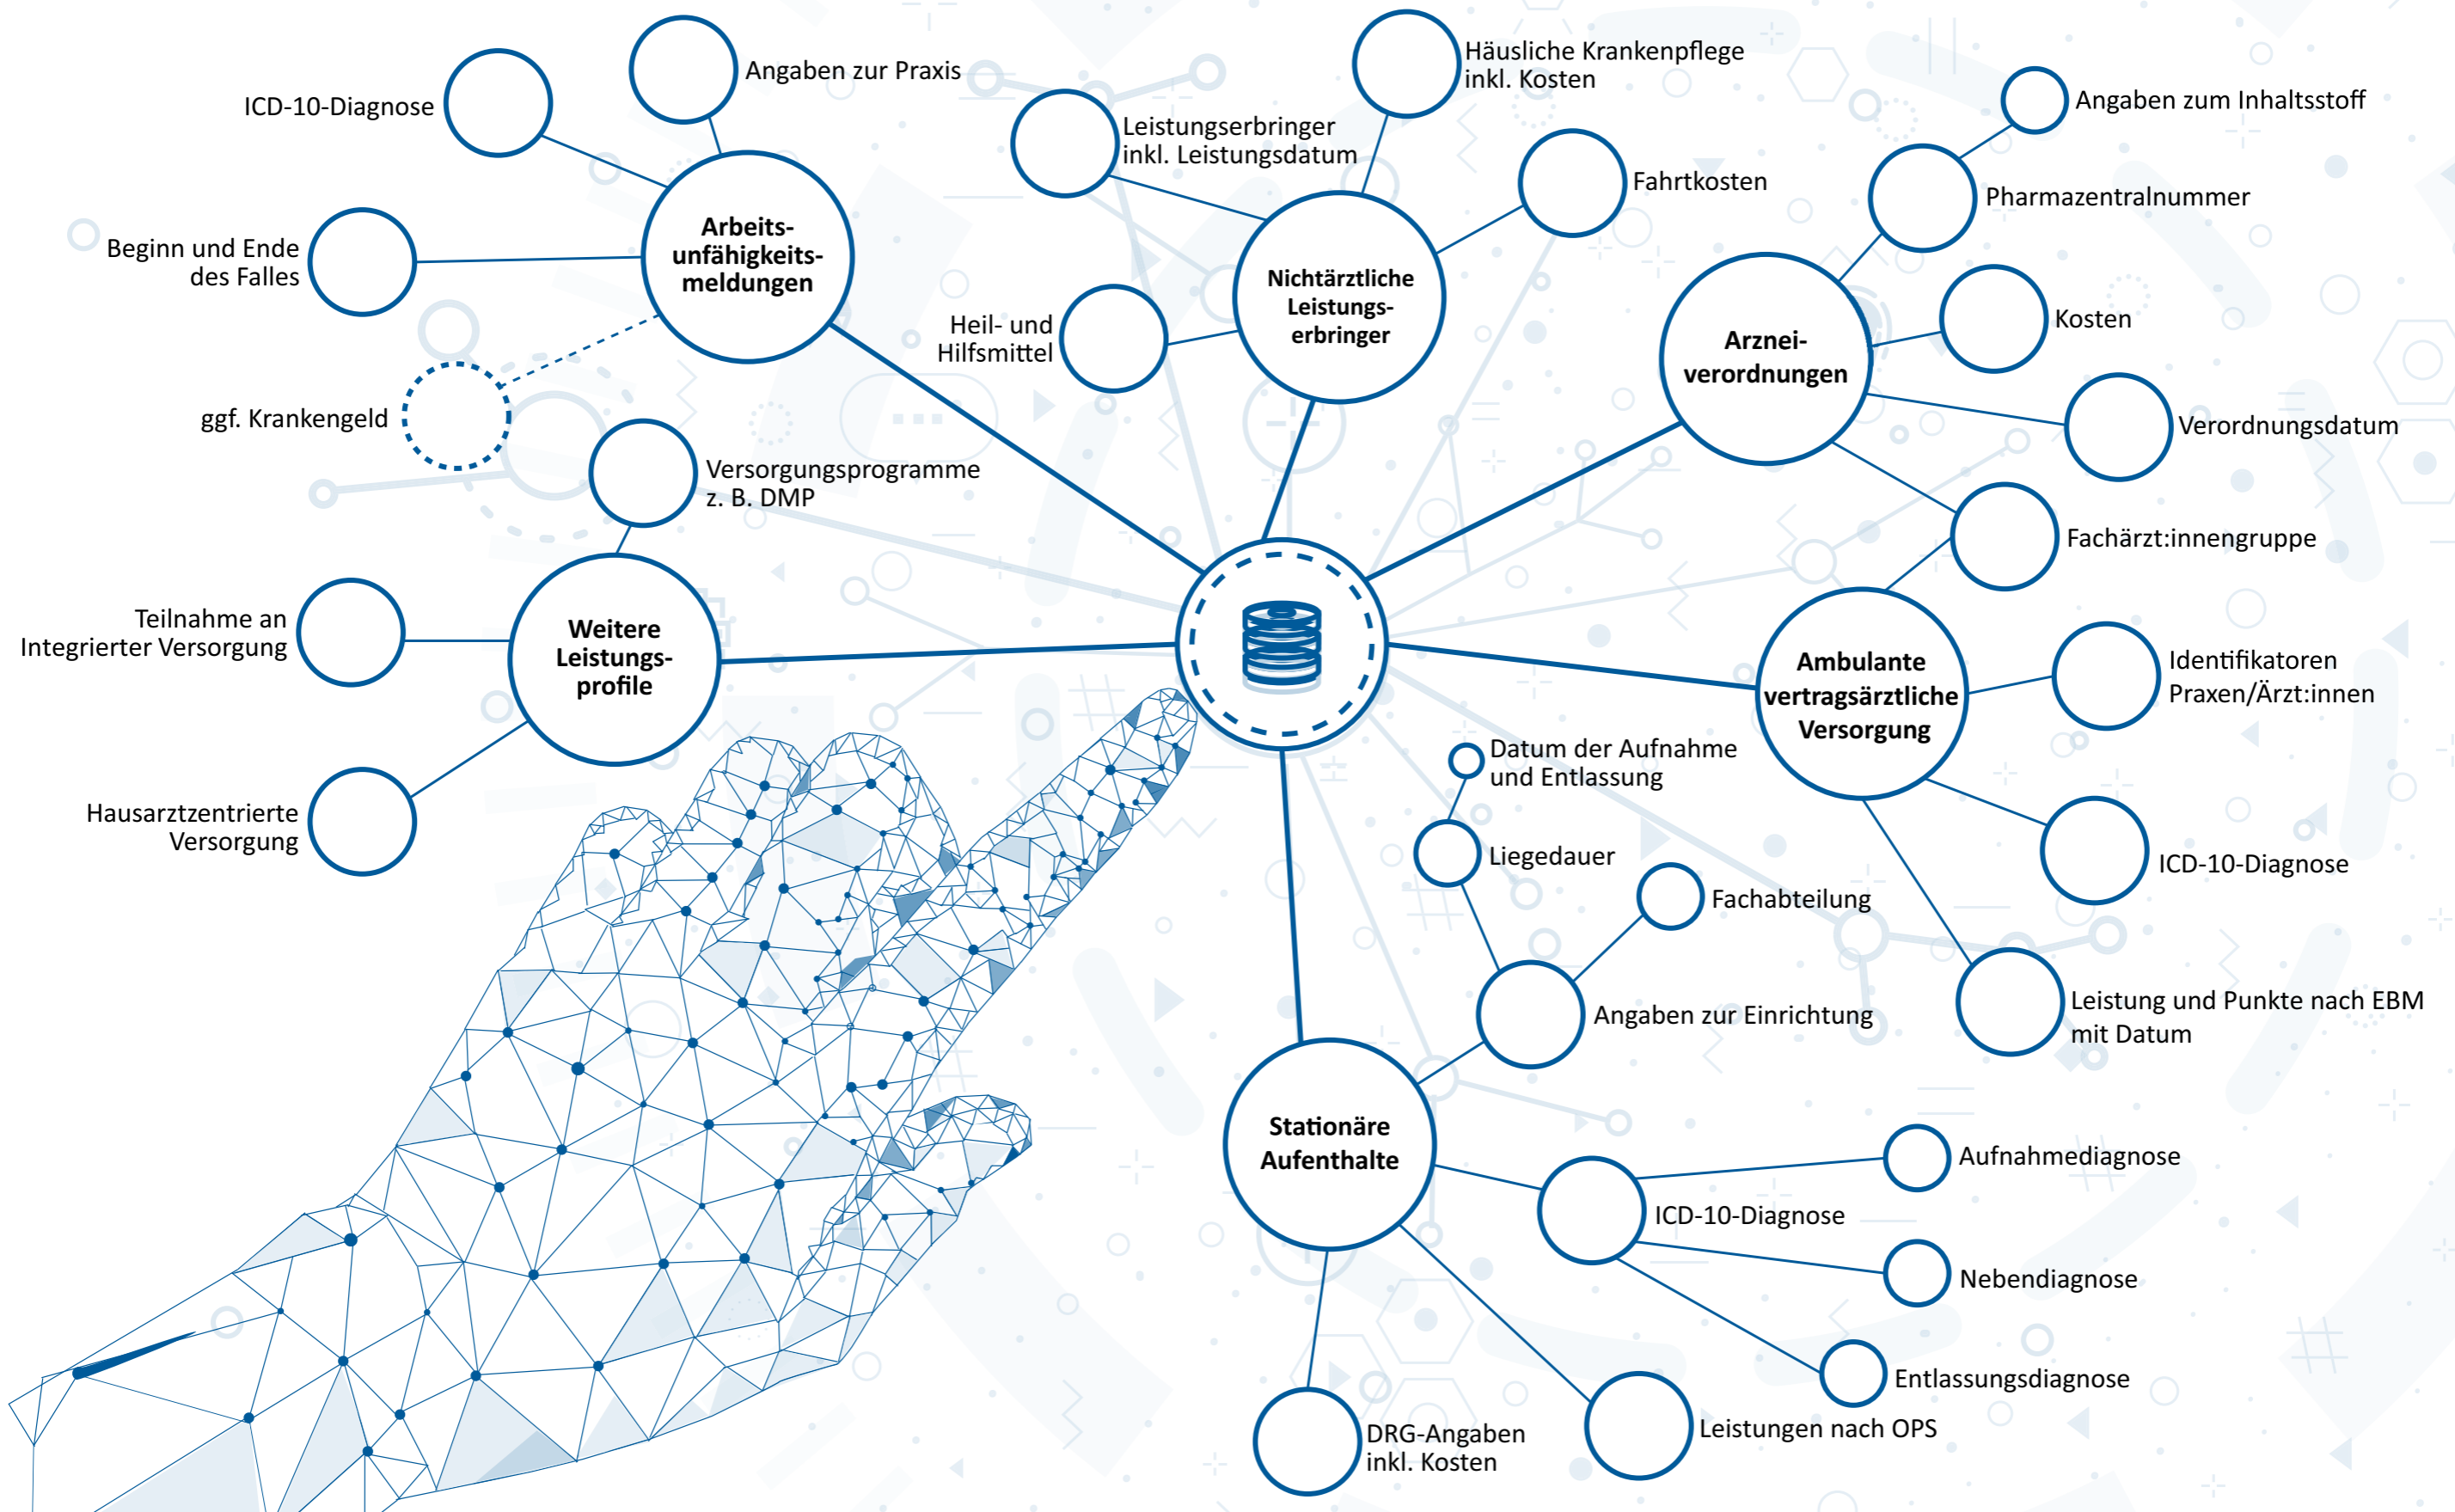 Angaben zur Praxis
ICD-10-Diagnose
Beginn und Ende
des Falles
ggf. Krankengeld
Arbeits-
unfähigkeits-
meldungen
Häusliche Krankenpflege
inkl. Kosten
Leistungserbringer
inkl. Leistungsdatum
Fahrtkosten
Heil- und
Hilfsmittel
Nichtärztliche
Leistungs-
erbringer
Angaben zum Inhaltsstoff
Pharmazentralnummer
Kosten
Verordnungsdatum
Arznei-
verordnungen
Fachärzt:innengruppe
Versorgungsprogramme
z. B. DMP
Teilnahme an
Integrierter Versorgung
Hausarztzentrierte
Versorgung
Weitere
Leistungs-
profile
Ambulante
vertragsärztliche
Versorgung
Identifikatoren
Praxen/Ärzt:innen
ICD-10-Diagnose
Leistung und Punkte nach EBM
mit Datum
Datum der Aufnahme
und Entlassung
Liegedauer
Fachabteilung
Angaben zur Einrichtung
Stationäre
Aufenthalte
Aufnahmediagnose
ICD-10-Diagnose
Nebendiagnose
Entlassungsdiagnose
Leistungen nach OPS
DRG-Angaben
inkl. Kosten